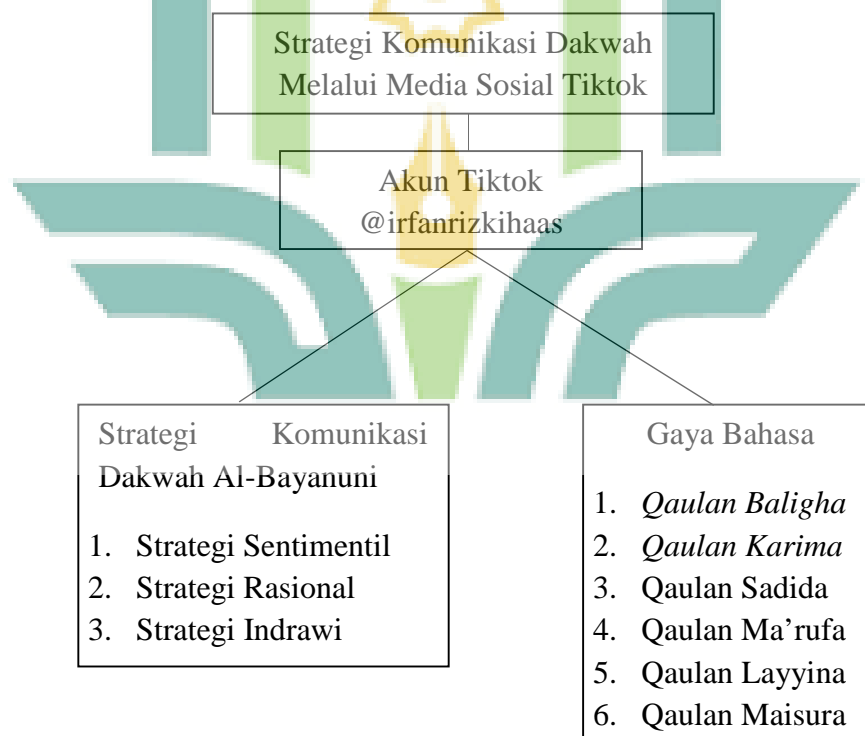 Strategi Komunikasi Dakwah
Melalui Media Sosial Tiktok
Akun Tiktok
@irfanrizkihaas
Strategi Komunikasi
Dakwah Al-Bayanuni
1. Strategi Sentimentil
2. Strategi Rasional
3. Strategi Indrawi
Gaya Bahasa
1. Qaulan Baligha
2. Qaulan Karima
3. Qaulan Sadida
4. Qaulan Ma’rufa
5. Qaulan Layyina
6. Qaulan Maisura